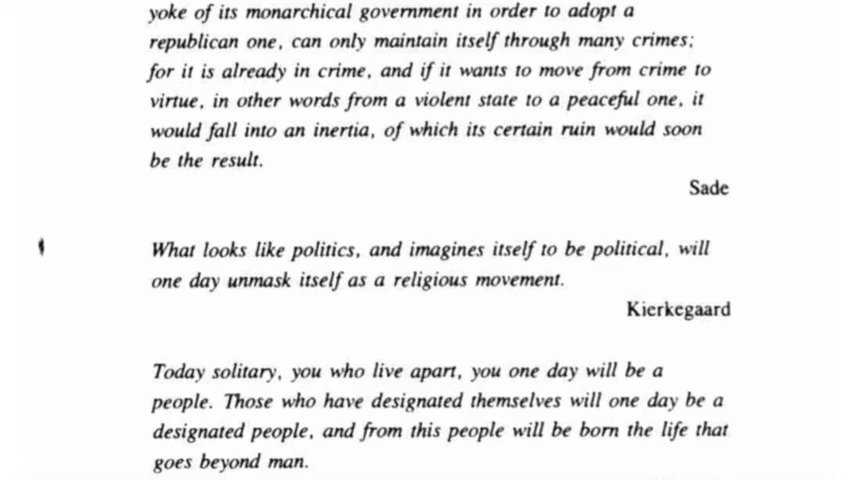 yoke of its monarchical government in order to adopt a
republican one, can only maintain itself through many crimes;
for it is already in crime, and if it wants to move from crime to
virtue, in other words from a violent state to a peaceful one, it
would fall into an inertia, of which its certain ruin would soon
be the result.
Sade
What looks like politics, and imagines itself to be political, will
one day unmask itself as a religious movement.
Kierkegaard
Today solitary, you who live apart, you one day will be a
people. Those who have designated themselves will one day be a
designated people, and from this people will be born the life that
goes beyond man.